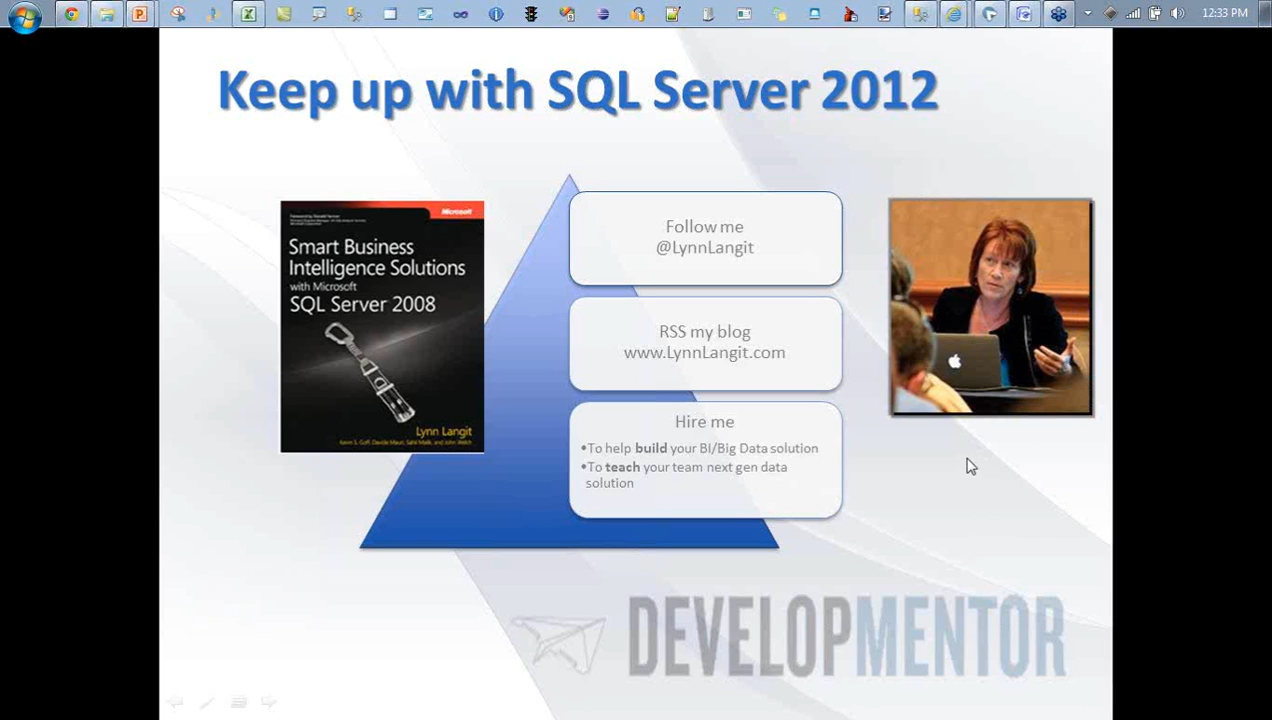 12:33 PM
Keep up with SQL Server 2012
Microsoft
Smart Business
Intelligence Solutions
with Microsoft
SQL Server 2008
Lynn Langit
Follow me
@LynnLangit
RSS my blog
www.LynnLangit.com
Hire me
•To help build your BI/Big Data solution
•To teach your team next gen data
solution
DEVELOPMENTOR